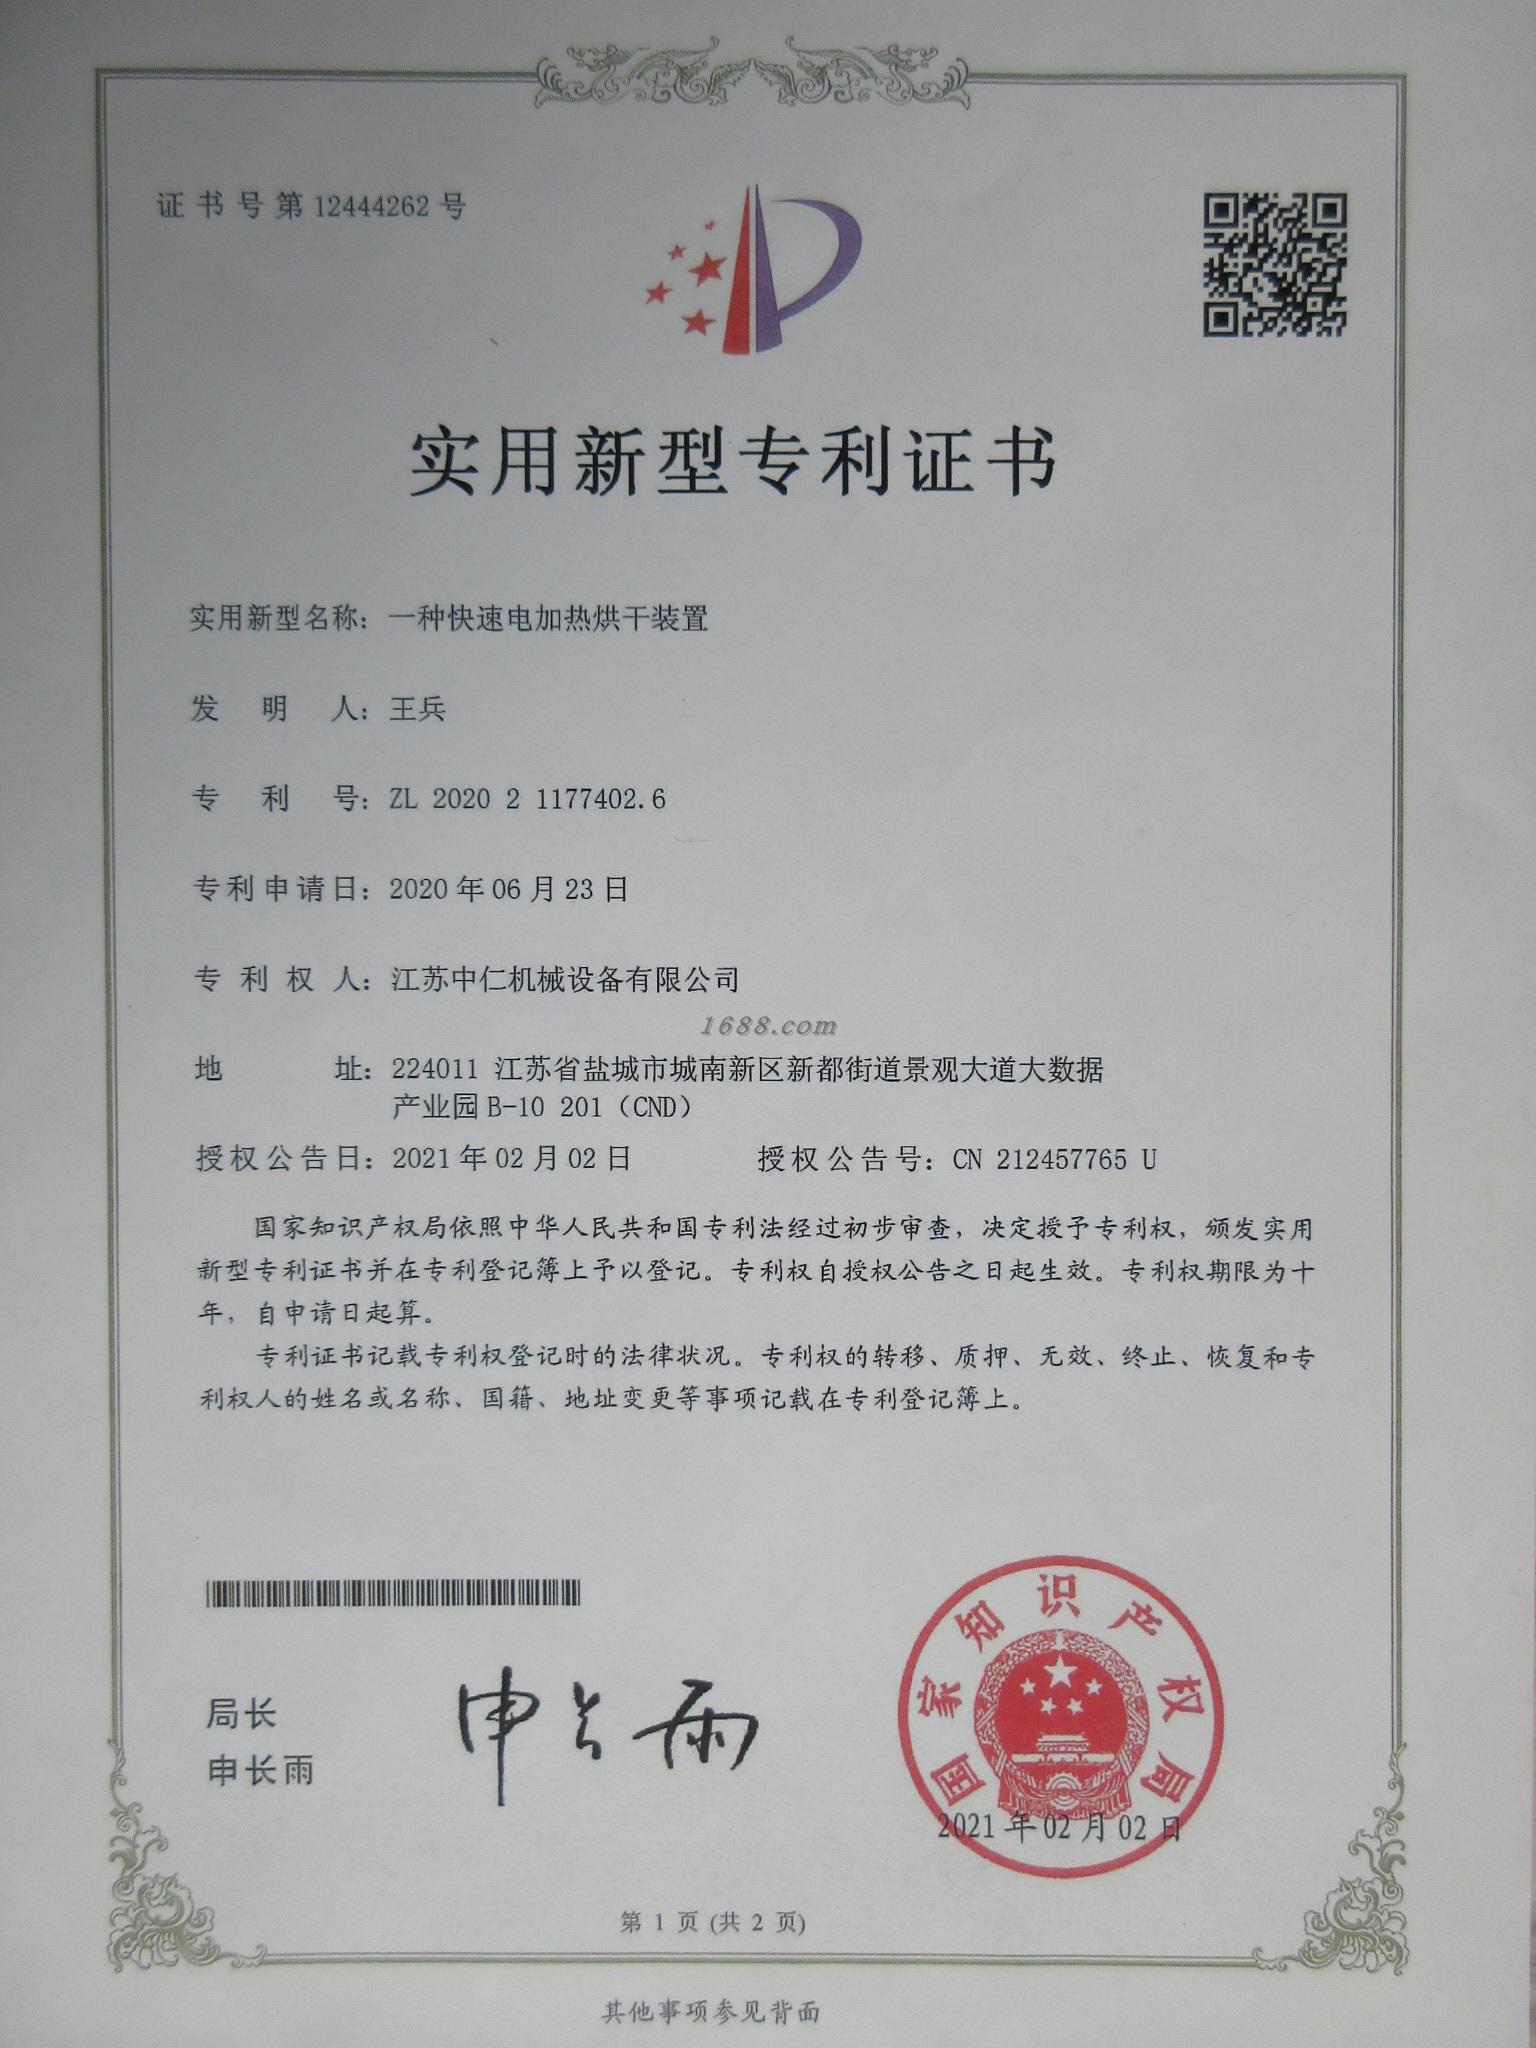 证书号第12444262号
实用新型专利证书
实用新型名称：一种快速电加热烘干装置
发明人：王兵
专利号：ZL 2020 2 1177402.6
专利申请日：2020年06月23日
专利权人：江苏中仁机械设备有限公司
1688.com
地址：224011 江苏省盐城市城南新区新都街道景观大道大数据
产业园B-10 201（CND）
授权公告日：2021年02月02日 授权公告号：CN 212457765 U
国家知识产权局依照中华人民共和国专利法经过初步审查，决定授予专利权，颁发实用
新型专利证书并在专利登记簿上予以登记。专利权自授权公告之日起生效。专利权期限为十
年，自申请日起算。
专利证书记载专利权登记时的法律状况。专利权的转移、质押、无效、终止、恢复和专
利权人的姓名或名称、国籍、地址变更等事项记载在专利登记簿上。
局长
申长雨
申长雨
国家知识产权局
2021年02月02日
第 1 页 (共 2 页)
其他事项参见背面